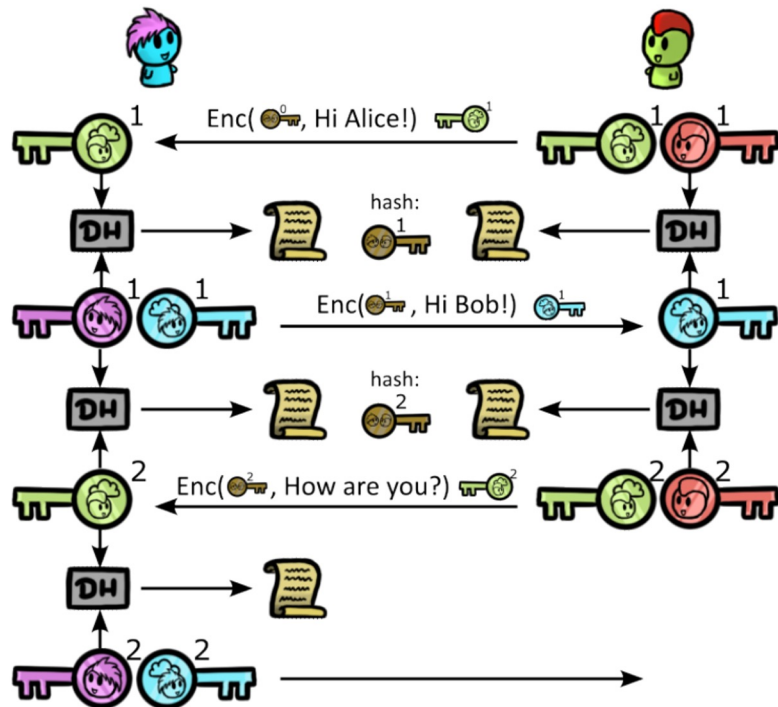 Enc( 0 , Hi Alice!) 1
1 1 1
hash:
DH 1 DH
1 1 Enc( 1 , Hi Bob!) 1 1
hash:
DH 2 DH
2 Enc( 2 , How are you?) 2 2 2
DH
2 2